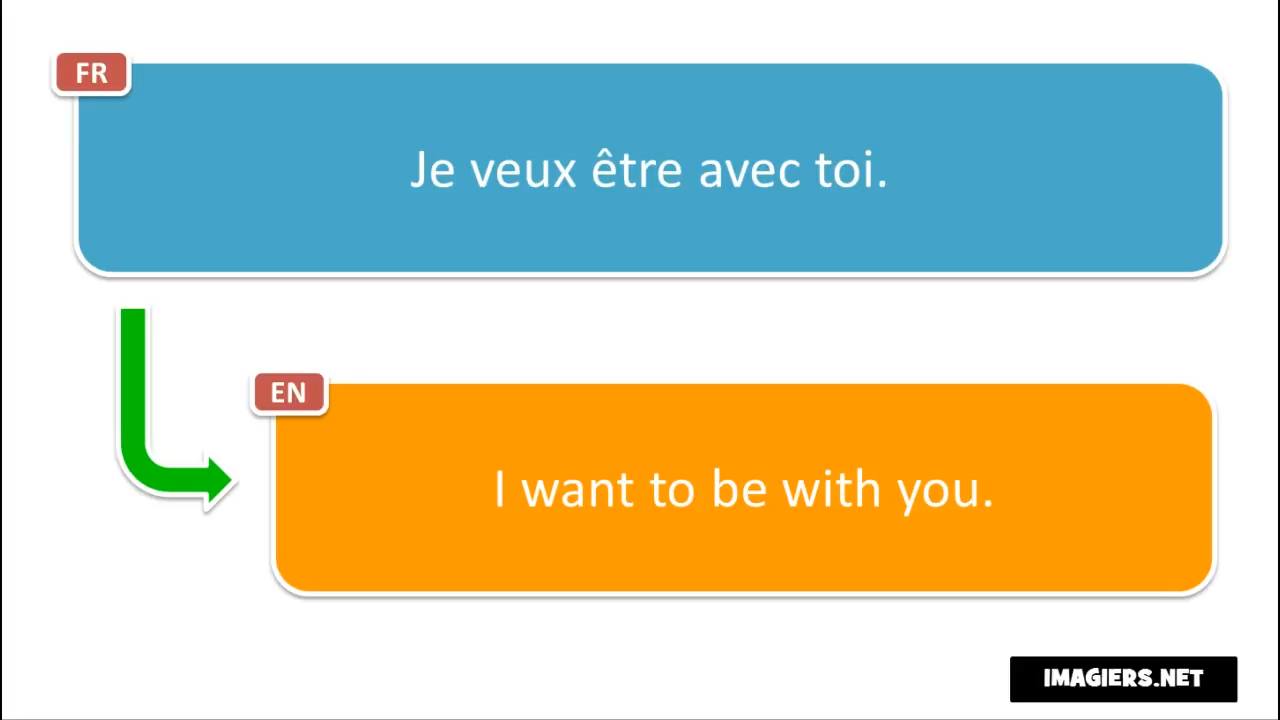 FR
Je veux être avec toi.
EN
I want to be with you.
IMAGIERS.NET